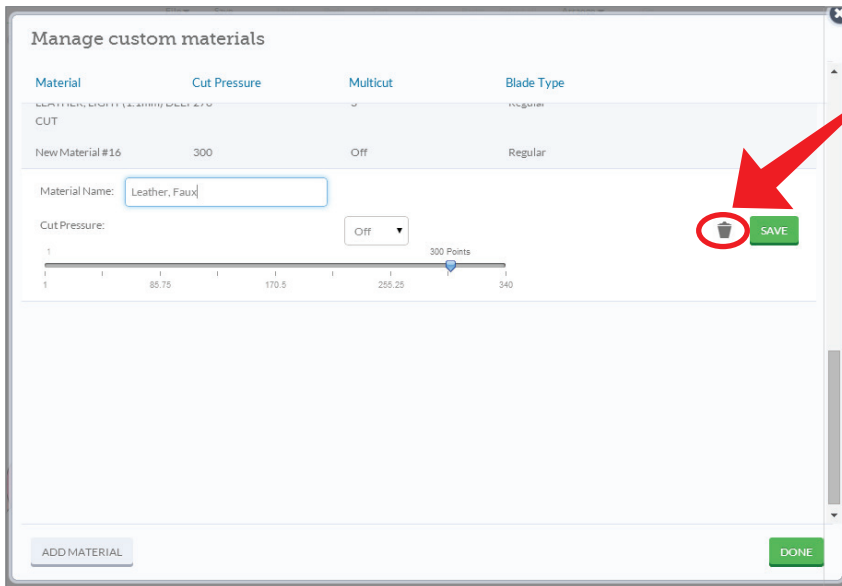 Manage custom materials
Material Cut Pressure Multicut Blade Type
CUT
New Material #16 300 Off Regular
Material Name: Leather, Faux
Cut Pressure: Off SAVE
1 300 Points
1 85.75 170.5 255.25 340
ADD MATERIAL DONE